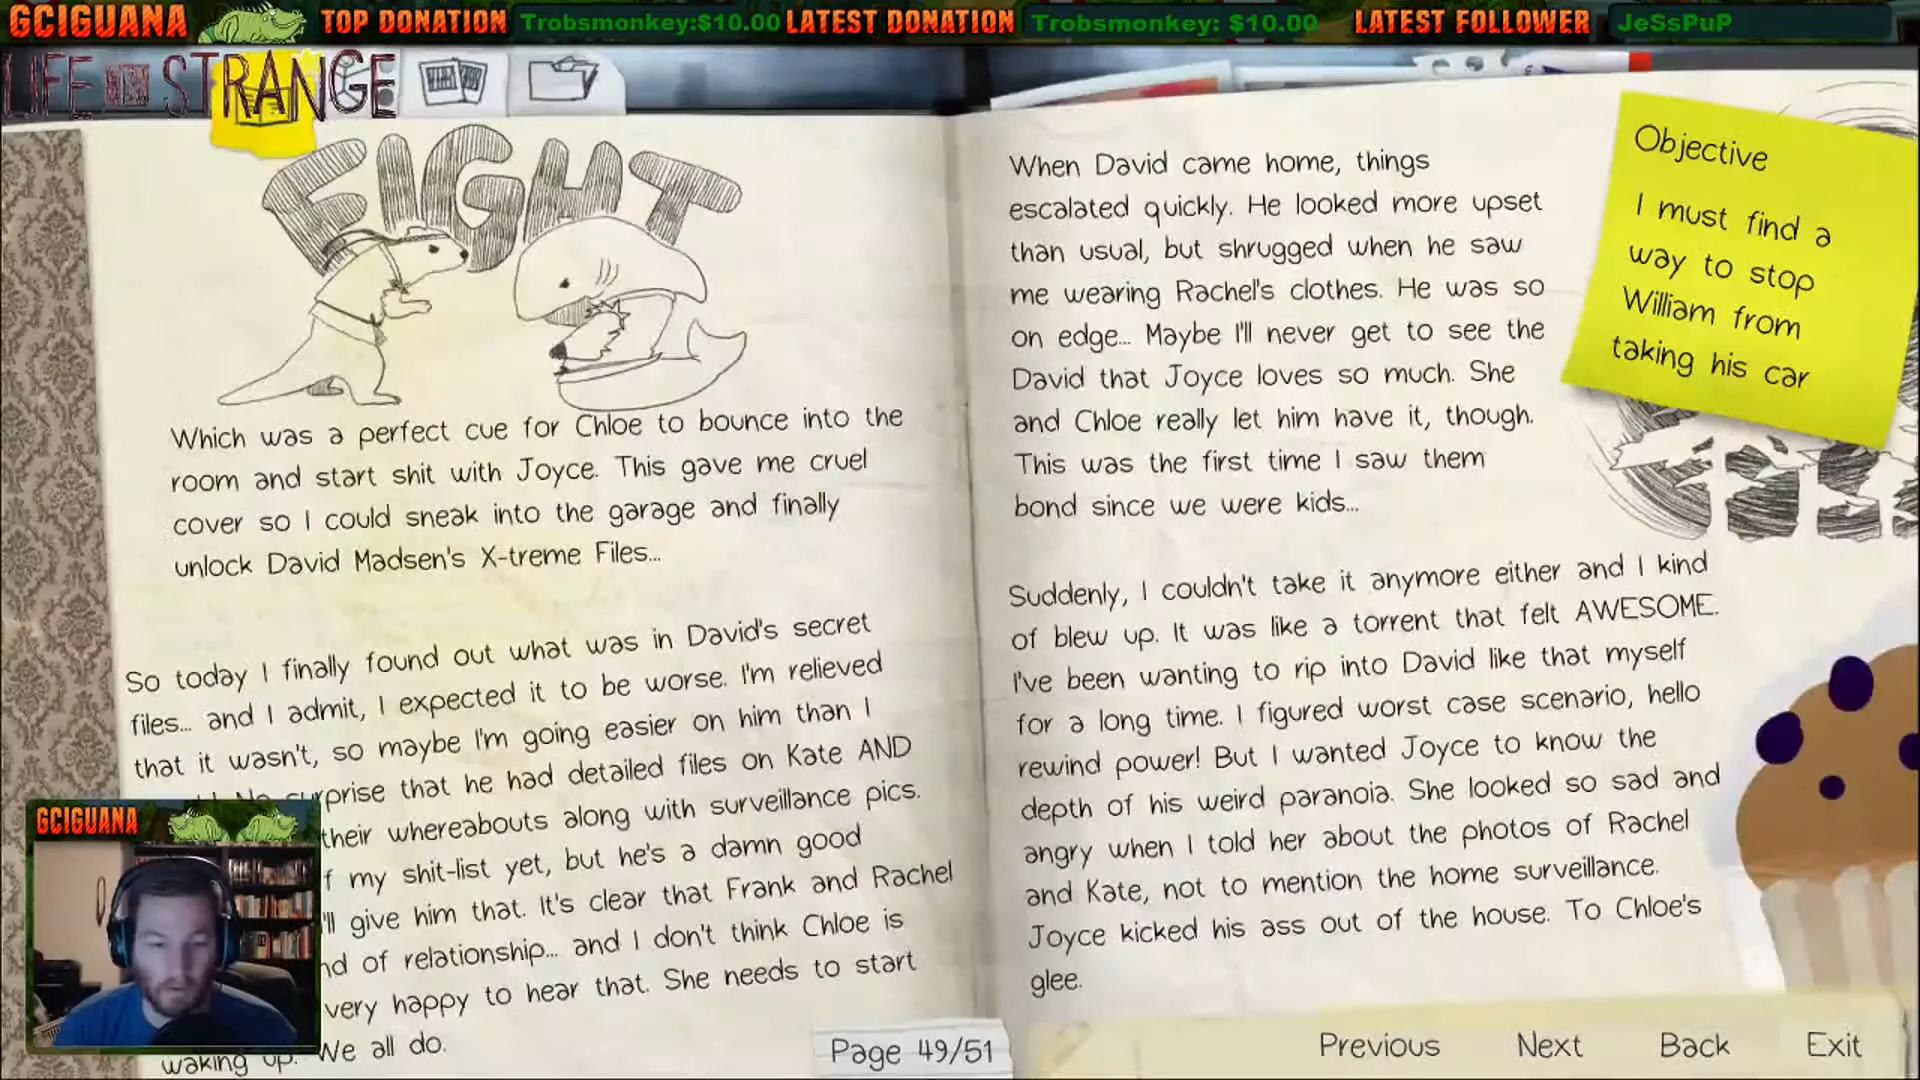 GCIGUANA
TOP DONATION Trobsmonkey:$10.00 LATEST DONATION Trobsmonkey: $10.00 LATEST FOLLOWER JeSsPuP
LIFE IS STRANGE
FIGHT
Which was a perfect cue for Chloe to bounce into the
room and start shit with Joyce. This gave me cruel
cover so I could sneak into the garage and finally
unlock David Madsen's X-treme Files...
So today I finally found out what was in David's secret
files... and I admit, I expected it to be worse. I'm relieved
that it wasn't, so maybe I'm going easier on him than I
No surprise that he had detailed files on Kate AND
their whereabouts along with surveillance pics.
my shit-list yet, but he's a damn good
'll give him that. It's clear that Frank and Rachel
of relationship... and I don't think Chloe is
very happy to hear that. She needs to start
waking up. We all do.
When David came home, things
escalated quickly. He looked more upset
than usual, but shrugged when he saw
me wearing Rachel's clothes. He was so
on edge... Maybe I'll never get to see the
David that Joyce loves so much. She
and Chloe really let him have it, though.
This was the first time I saw them
bond since we were kids...
Suddenly, I couldn't take it anymore either and I kind
of blew up. It was like a torrent that felt AWESOME.
I've been wanting to rip into David like that myself
for a long time. I figured worst case scenario, hello
rewind power! But I wanted Joyce to know the
depth of his weird paranoia. She looked so sad and
angry when I told her about the photos of Rachel
and Kate, not to mention the home surveillance.
Joyce kicked his ass out of the house. To Chloe's
glee.
Objective
I must find a
way to stop
William from
taking his car
GCIGUANA
Page 49/51
Previous Next Back Exit